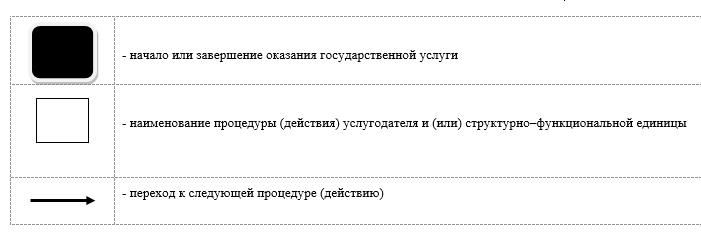 - начало или завершение оказания государственной услуги
- наименование процедуры (действия) услугодателя и (или) структурно–функциональной единицы
- переход к следующей процедуре (действию)